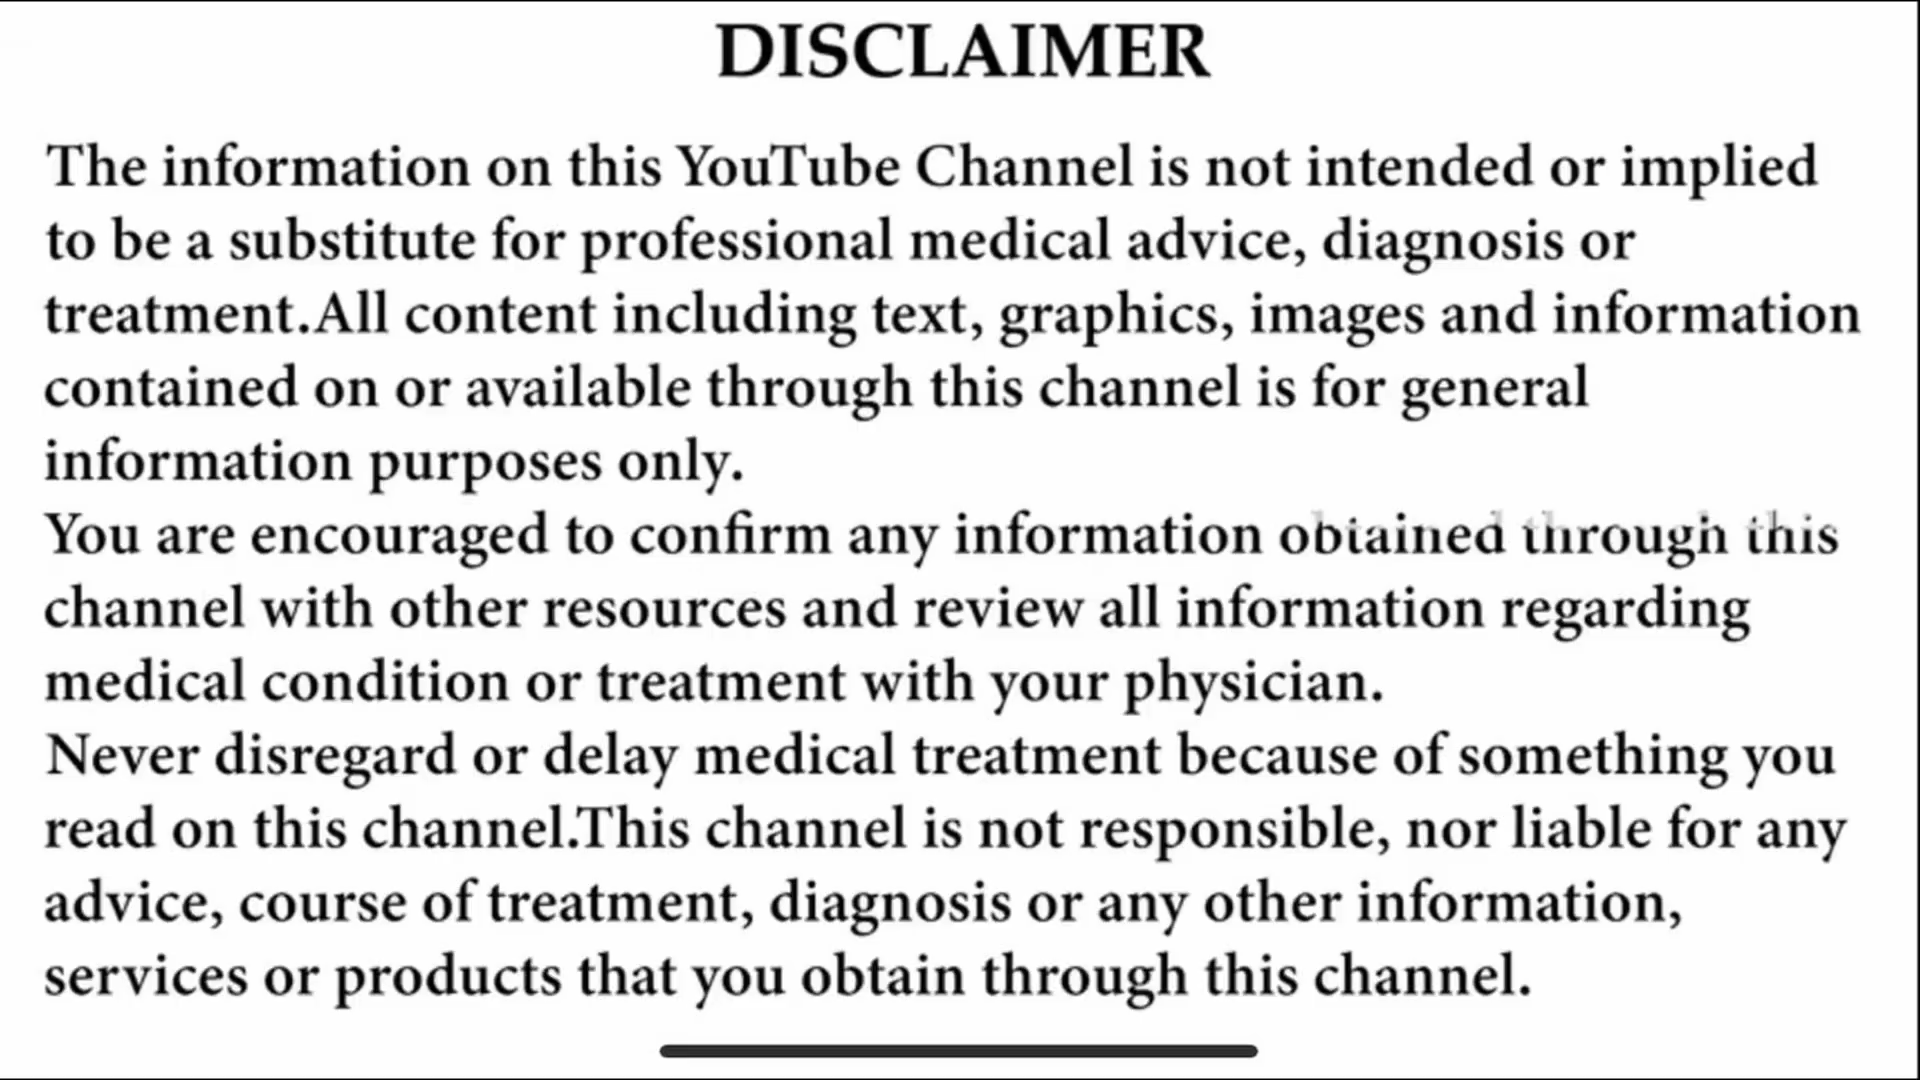 DISCLAIMER
The information on this YouTube Channel is not intended or implied
to be a substitute for professional medical advice, diagnosis or
treatment.All content including text, graphics, images and information
contained on or available through this channel is for general
information purposes only.
You are encouraged to confirm any information obtained through this
channel with other resources and review all information regarding
medical condition or treatment with your physician.
Never disregard or delay medical treatment because of something you
read on this channel.This channel is not responsible, nor liable for any
advice, course of treatment, diagnosis or any other information,
services or products that you obtain through this channel.